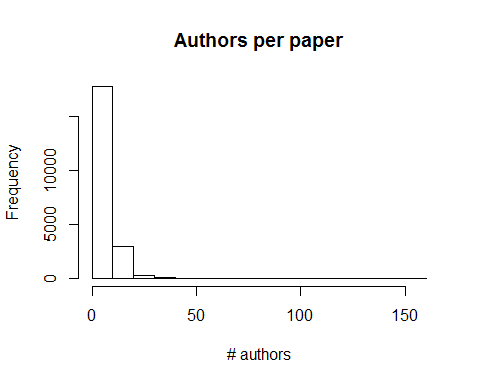 Authors per paper
Frequency
10000
5000
0
0 50 100 150
# authors